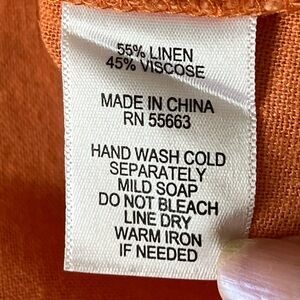 55% LINEN
45% VISCOSE
MADE IN CHINA
RN 55663
HAND WASH COLD
SEPARATELY
MILD SOAP
DO NOT BLEACH
LINE DRY
WARM IRON
IF NEEDED